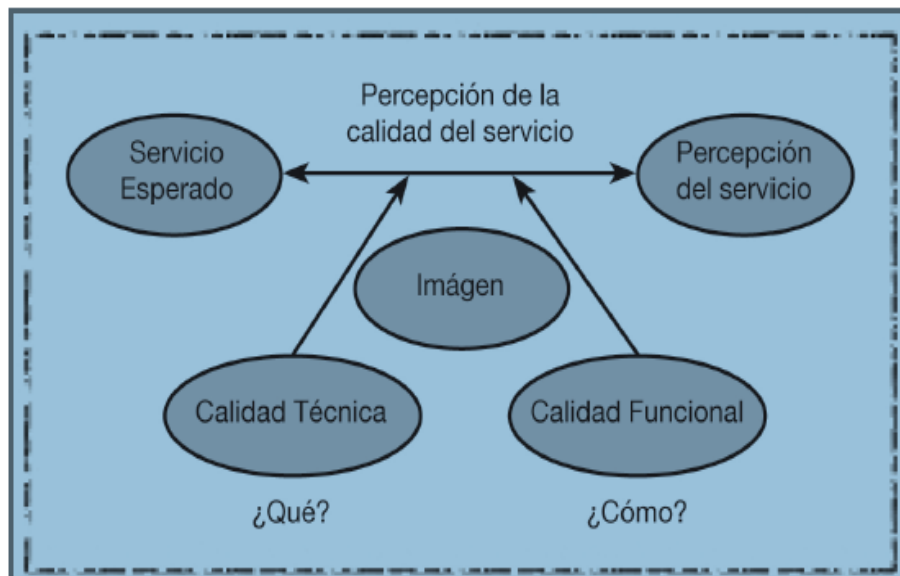 Percepción de la
calidad del servicio
Servicio
Esperado
Percepción
del servicio
Imágen
Calidad Técnica
Calidad Funcional
¿Qué?
¿Cómo?